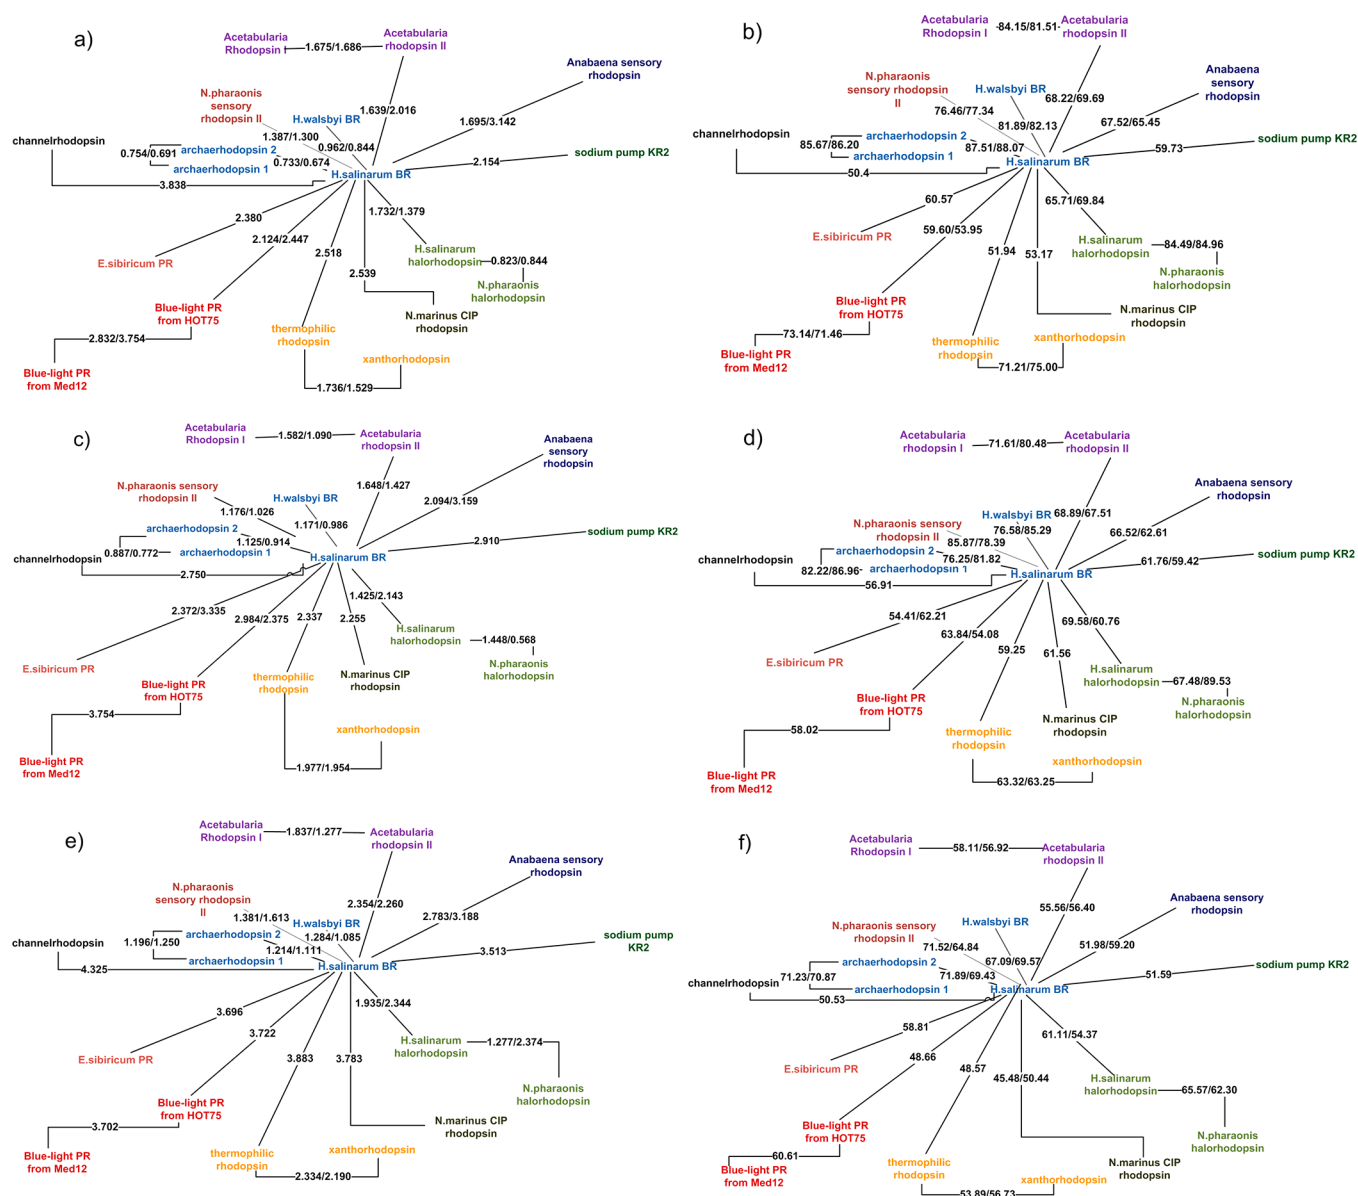 a)
Acetabularia
Rhodopsin I
1.675/1.686
Acetabularia
rhodopsin II
Anabaena sensory
rhodopsin
N.pharaonis
sensory
rhodopsin II
H.walsbyi BR
1.639/2.016
1.695/3.142
channelrhodopsin
1.387/1.300
0.962/0.844
0.754/0.691
archaerhodopsin 2
archaerhodopsin 1
0.733/0.674
H.salinarum BR
2.154
sodium pump KR2
3.838
2.380
2.124/2.447
1.732/1.379
E.sibiricum PR
2.518
2.539
H.salinarum
halorhodopsin
0.823/0.844
N.pharaonis
halorhodopsin
Blue-light PR
from HOT75
N.marinus CIP
rhodopsin
2.832/3.754
thermophilic
rhodopsin
xanthorhodopsin
Blue-light PR
from Med12
1.736/1.529
b)
Acetabularia
Rhodopsin I
84.15/81.51
Acetabularia
rhodopsin II
N.pharaonis
sensory rhodopsin
II
H.walsbyi BR
Anabaena
sensory
rhodopsin
76.46/77.34
68.22/69.69
81.89/82.13
67.52/65.45
channelrhodopsin
85.67/86.20
archaerhodopsin 2
archaerhodopsin 1
87.51/88.07
H.salinarum BR
59.73
sodium pump KR2
50.4
60.57
65.71/69.84
59.60/53.95
E.sibiricum PR
51.94
53.17
H.salinarum
halorhodopsin
84.49/84.96
N.pharaonis
halorhodopsin
Blue-light PR
from HOT75
N.marinus CIP
rhodopsin
73.14/71.46
thermophilic
rhodopsin
xanthorhodopsin
Blue-light PR
from Med12
71.21/75.00
c)
Acetabularia
Rhodopsin I
1.582/1.090
Acetabularia
rhodopsin II
Anabaena
sensory
rhodopsin
N.pharaonis sensory
rhodopsin II
H.walsbyi BR
1.648/1.427
2.094/3.159
1.176/1.026
1.171/0.986
archaerhodopsin 2
1.125/0.914
channelrhodopsin
0.887/0.772
archaerhodopsin 1
H.salinarum BR
2.910
sodium pump KR2
2.750
2.372/3.335
2.984/2.375
2.337
2.255
1.425/2.143
H.salinarum
halorhodopsin
1.448/0.568
N.pharaonis
halorhodopsin
E.sibiricum PR
Blue-light PR
from HOT75
thermophilic
rhodopsin
N.marinus CIP
rhodopsin
3.754
xanthorhodopsin
Blue-light PR
from Med12
1.977/1.954
d)
Acetabularia
rhodopsin I
71.61/80.48
Acetabularia
rhodopsin II
Anabaena sensory
rhodopsin
N.pharaonis sensory
rhodopsin II
H.walsbyi BR
68.89/67.51
76.58/85.29
66.52/62.61
85.87/78.39
channelrhodopsin
archaerhodopsin 2
76.25/81.82
82.22/86.96
archaerhodopsin 1
H.salinarum BR
61.76/59.42
sodium pump KR2
56.91
54.41/62.21
63.84/54.08
59.25
61.56
69.58/60.76
E.sibiricum PR
H.salinarum
halorhodopsin
67.48/89.53
N.pharaonis
halorhodopsin
Blue-light PR
from HOT75
58.02
thermophilic
rhodopsin
N.marinus CIP
rhodopsin
xanthorhodopsin
Blue-light PR
from Med12
63.32/63.25
e)
Acetabularia
Rhodopsin I
1.837/1.277
Acetabularia
rhodopsin II
Anabaena sensory
rhodopsin
N.pharaonis
sensory rhodopsin
II
1.381/1.613
H.walsbyi BR
2.354/2.260
2.783/3.188
channelrhodopsin
1.196/1.250
archaerhodopsin 2
1.284/1.085
1.214/1.111
archaerhodopsin 1
H.salinarum BR
3.513
sodium pump
KR2
4.325
3.696
3.722
1.935/2.344
E.sibiricum PR
3.883
3.783
H.salinarum
halorhodopsin
1.277/2.374
N.pharaonis
halorhodopsin
Blue-light PR
from HOT75
N.marinus CIP
rhodopsin
3.702
thermophilic
rhodopsin
xanthorhodopsin
Blue-light PR
from Med12
2.334/2.190
f)
Acetabularia
Rhodopsin I
58.11/56.92
Acetabularia
rhodopsin II
Anabaena sensory
rhodopsin
N.pharaonis sensory
rhodopsin II
H.walsbyi BR
55.56/56.40
51.98/59.20
71.52/64.84
67.09/69.57
channelrhodopsin
71.23/70.87
archaerhodopsin 2
71.89/69.43
archaerhodopsin 1
H.salinarum BR
51.59
sodium pump KR2
50.53
58.81
48.66
61.11/54.37
E.sibiricum PR
48.57
45.48/50.44
H.salinarum
halorhodopsin
65.57/62.30
N.pharaonis
halorhodopsin
Blue-light PR
from HOT75
60.61
thermophilic
rhodopsin
N.marinus CIP
rhodopsin
xanthorhodopsin
Blue-light PR
from Med12
53.89/56.73